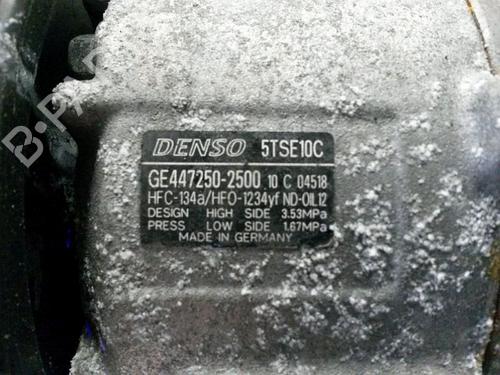 B-PARTS
DENSO 5TSE10C
GE447250-2500 10 C 04518
HFC-134a/HFO-1234yf ND-OIL12
DESIGN HIGH SIDE 3.53MPa
PRESS LOW SIDE 1.67MPa
MADE IN GERMANY